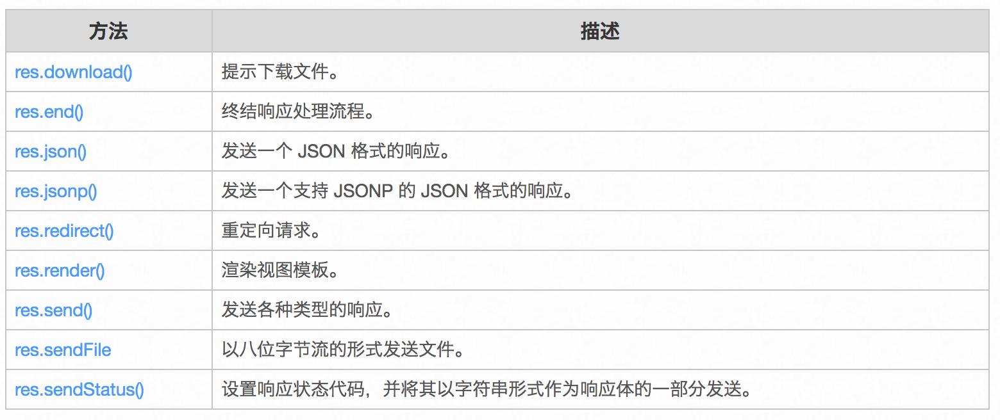 方法 描述
res.download() 提示下载文件。
res.end() 终结响应处理流程。
res.json() 发送一个 JSON 格式的响应。
res.jsonp() 发送一个支持 JSONP 的 JSON 格式的响应。
res.redirect() 重定向请求。
res.render() 渲染视图模板。
res.send() 发送各种类型的响应。
res.sendFile 以八位字节流的形式发送文件。
res.sendStatus() 设置响应状态代码，并将其以字符串形式作为响应体的一部分发送。